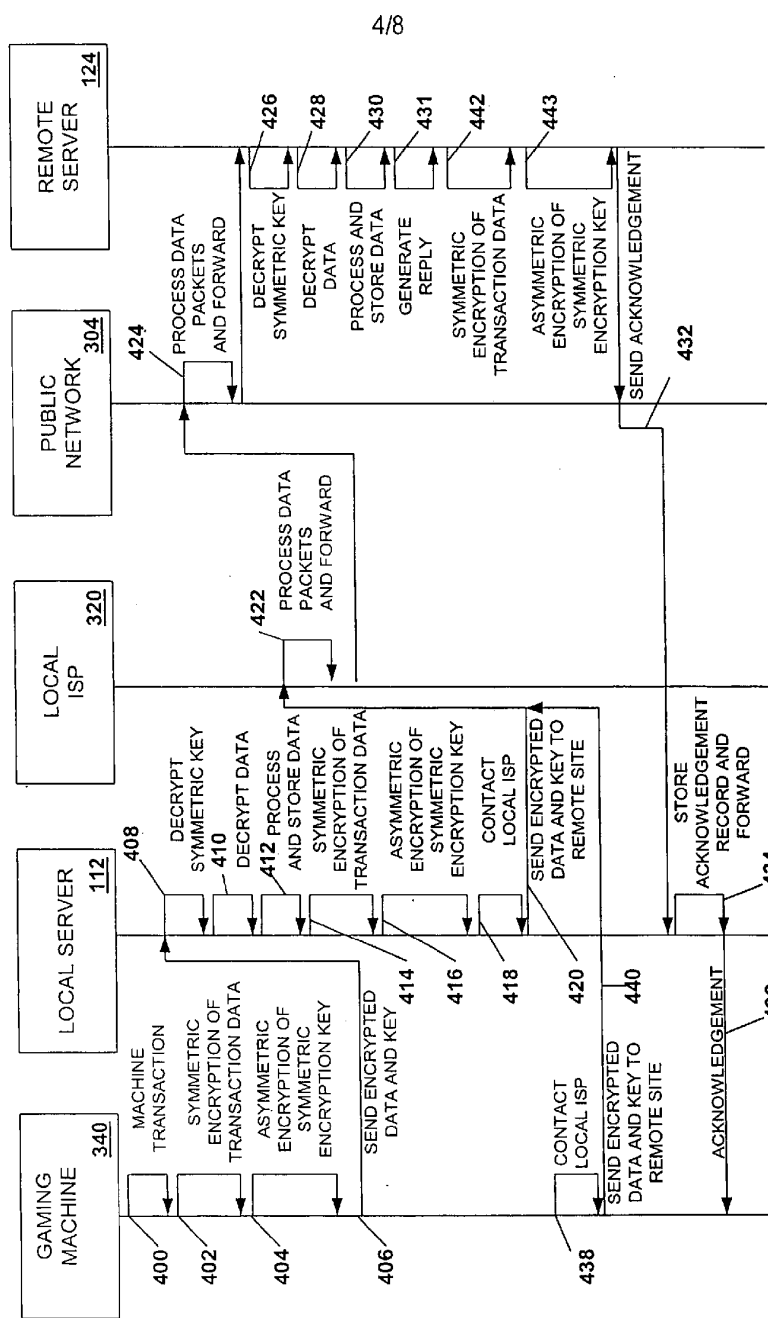 4/8
GAMING
MACHINE
340
LOCAL SERVER
112
LOCAL
ISP
320
PUBLIC
NETWORK
304
REMOTE
SERVER
124
MACHINE
TRANSACTION
400
SYMMETRIC
ENCRYPTION OF
TRANSACTION DATA
402
ASYMMETRIC
ENCRYPTION OF
SYMMETRIC
ENCRYPTION KEY
404
SEND ENCRYPTED
DATA AND KEY
406
CONTACT
LOCAL ISP
438
SEND ENCRYPTED
DATA AND KEY TO
REMOTE SITE
440
ACKNOWLEDGEMENT
408
DECRYPT
SYMMETRIC KEY
410
DECRYPT DATA
412
PROCESS
AND STORE DATA
SYMMETRIC
ENCRYPTION OF
TRANSACTION DATA
414
ASYMMETRIC
ENCRYPTION OF
SYMMETRIC
ENCRYPTION KEY
416
CONTACT
LOCAL ISP
418
SEND ENCRYPTED
DATA AND KEY TO
REMOTE SITE
420
STORE
ACKNOWLEDGEMENT
RECORD AND
FORWARD
422
PROCESS DATA
PACKETS
AND FORWARD
424
PROCESS DATA
PACKETS
AND FORWARD
DECRYPT
SYMMETRIC KEY
426
DECRYPT
DATA
428
PROCESS AND
STORE DATA
430
GENERATE
REPLY
431
SYMMETRIC
ENCRYPTION OF
TRANSACTION DATA
442
ASYMMETRIC
ENCRYPTION OF
SYMMETRIC
ENCRYPTION KEY
443
SEND ACKNOWLEDGEMENT
432